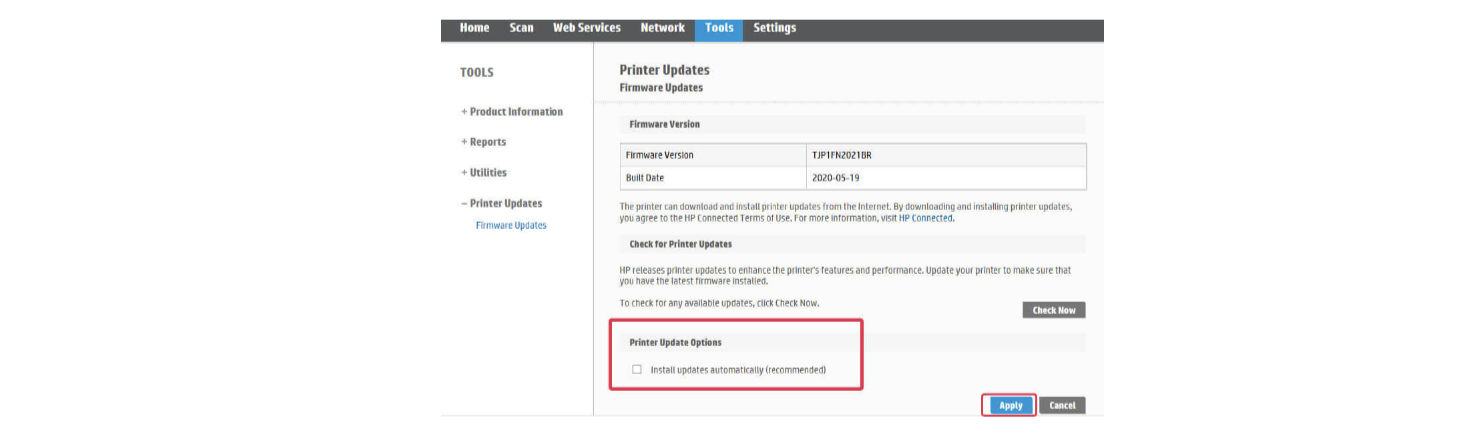 Home Scan Web Services Network Tools Settings
TOOLS
+ Product Information
+ Reports
+ Utilities
− Printer Updates
Firmware Updates
Printer Updates
Firmware Updates
Firmware Version
Firmware Version TJP1FN2021BR
Built Date 2020-05-19
The printer can download and install printer updates from the Internet. By downloading and installing printer updates,
you agree to the HP Connected Terms of Use. For more information, visit HP Connected.
Check for Printer Updates
HP releases printer updates to enhance the printer's features and performance. Update your printer to make sure that
you have the latest firmware installed.
To check for any available updates, click Check Now.
Check Now
Printer Update Options
Install updates automatically (recommended)
Apply Cancel